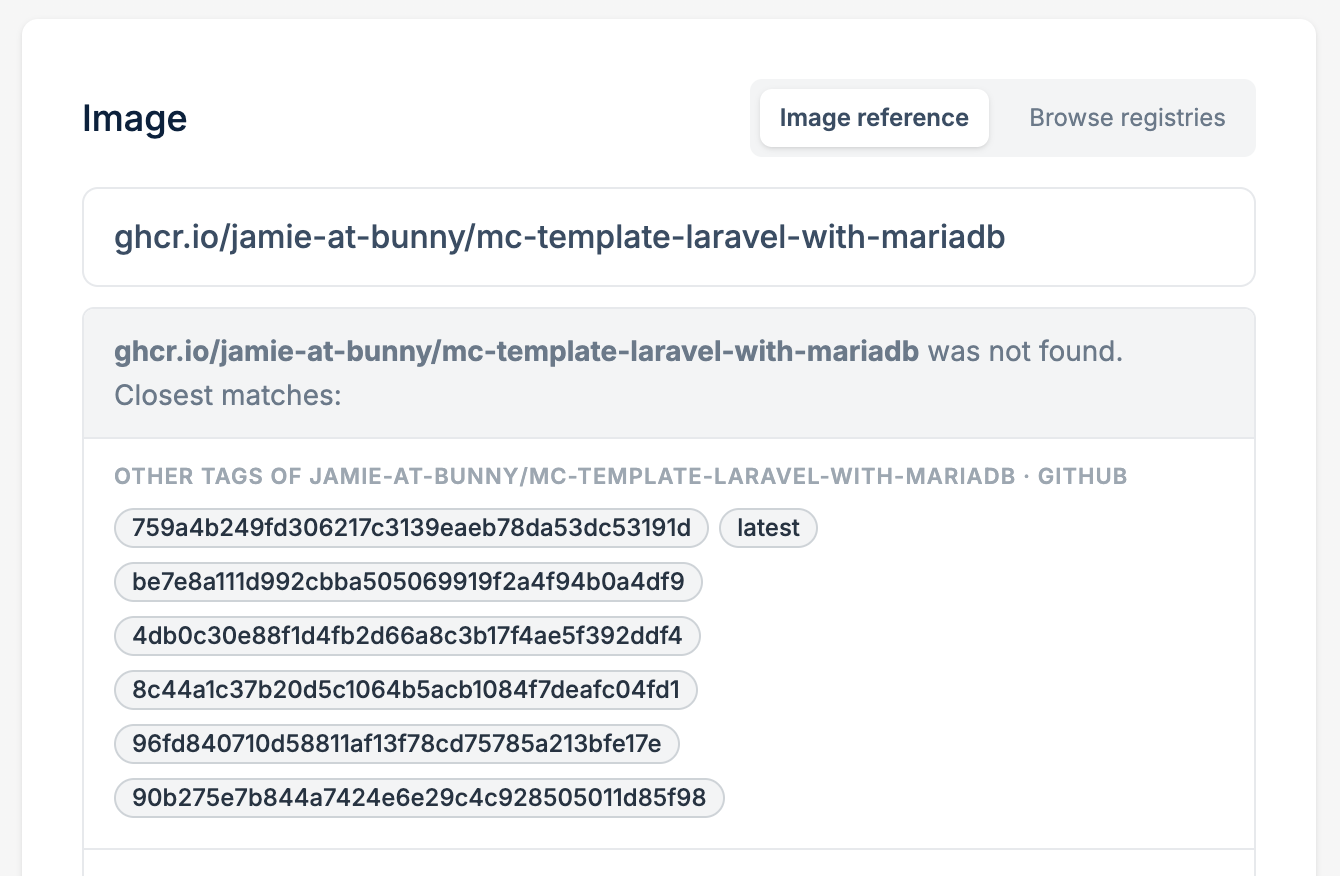 Image
Image reference
Browse registries
ghcr.io/jamie-at-bunny/mc-template-laravel-with-mariadb
ghcr.io/jamie-at-bunny/mc-template-laravel-with-mariadb was not found.
Closest matches:
OTHER TAGS OF JAMIE-AT-BUNNY/MC-TEMPLATE-LARAVEL-WITH-MARIADB · GITHUB
759a4b249fd306217c3139eaeb78da53dc53191d
latest
be7e8a111d992cbba505069919f2a4f94b0a4df9
4db0c30e88f1d4fb2d66a8c3b17f4ae5f392ddf4
8c44a1c37b20d5c1064b5acb1084f7deafc04fd1
96fd840710d58811af13f78cd75785a213bfe17e
90b275e7b844a7424e6e29c4c928505011d85f98